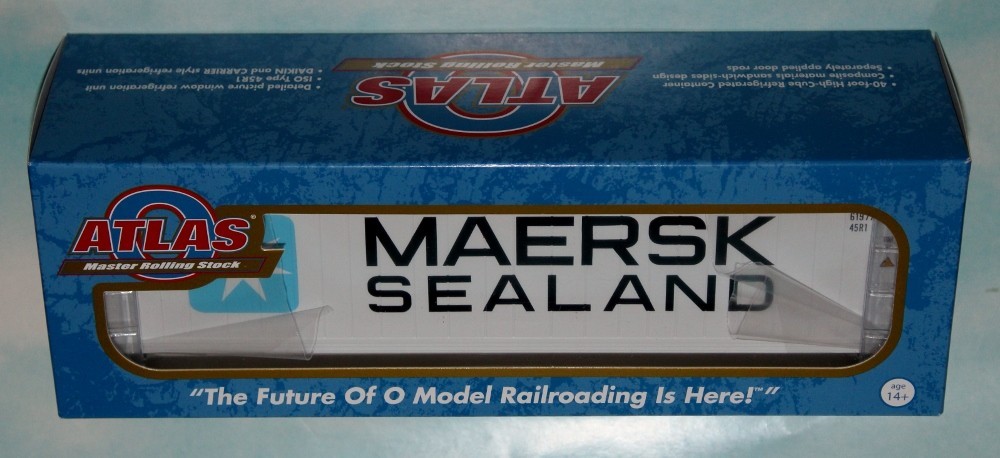 • Detailed picture window refrigeration unit
• ISO Type 45R1
• DAIKIN and CARRIER style refrigeration units
ATLAS
Master Rolling Stock
• 40-foot High-Cube Refrigerated Container
• Composite materials sandwich-sides design
• Separately applied door rods
ATLAS®
Master Rolling Stock
MAERSK
SEALAND
45R1
"The Future Of O Model Railroading Is Here!™"
age
14+